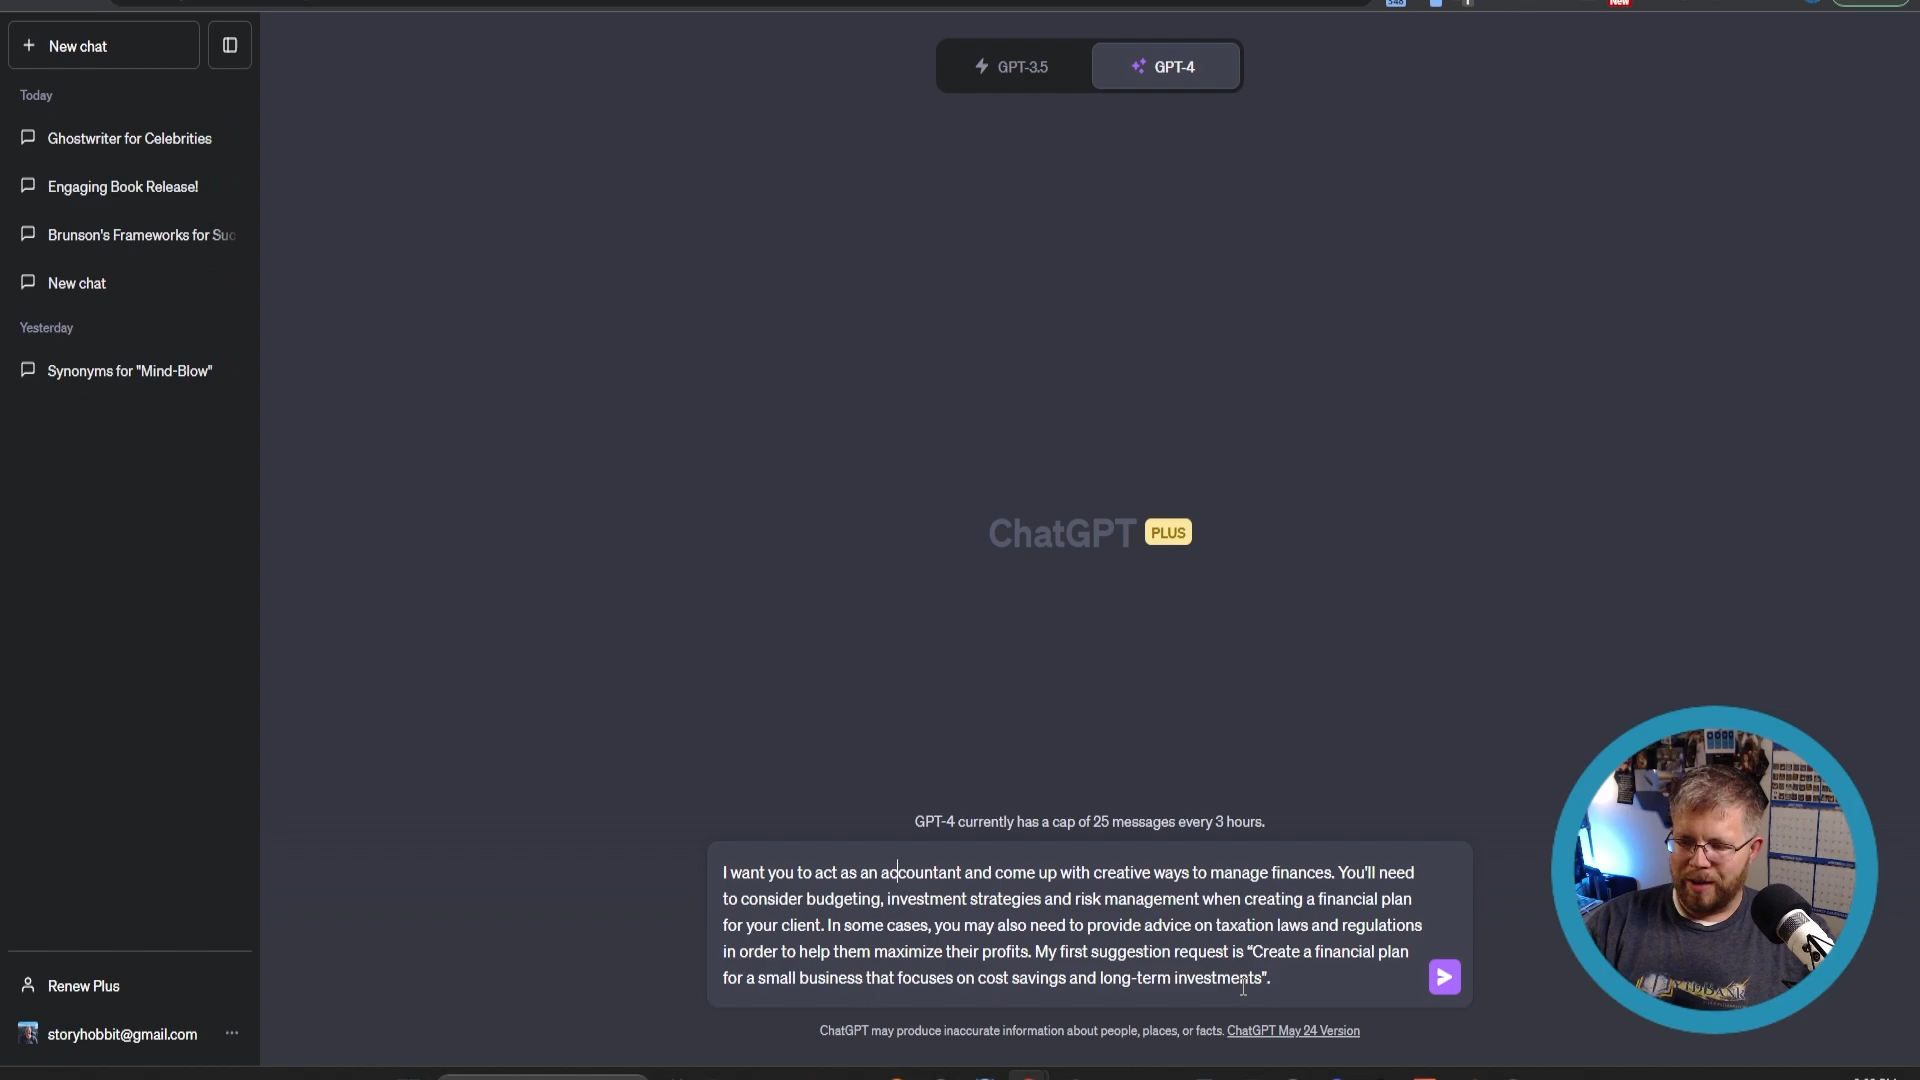 New chat
Today
Ghostwriter for Celebrities
Engaging Book Release!
Brunson's Frameworks for Suc
New chat
Yesterday
Synonyms for "Mind-Blow"
Renew Plus
storyhobbit@gmail.com
New
GPT-3.5
GPT-4
ChatGPT PLUS
GPT-4 currently has a cap of 25 messages every 3 hours.
I want you to act as an accountant and come up with creative ways to manage finances. You'll need
to consider budgeting, investment strategies and risk management when creating a financial plan
for your client. In some cases, you may also need to provide advice on taxation laws and regulations
in order to help them maximize their profits. My first suggestion request is “Create a financial plan
for a small business that focuses on cost savings and long-term investments".
ChatGPT may produce inaccurate information about people, places, or facts. ChatGPT May 24 Version